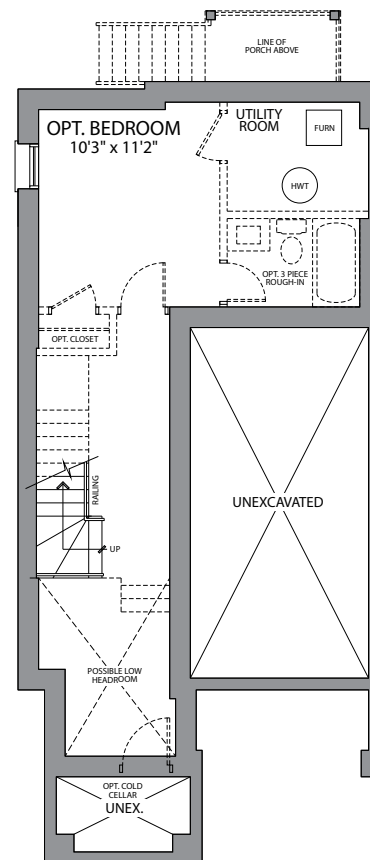 LINE OF
PORCH ABOVE
OPT. BEDROOM
10'3" x 11'2"
UTILITY
ROOM
FURN
HWT
OPT. 3 PIECE
ROUGH-IN
OPT. CLOSET
RAILING
UP
UNEXCAVATED
POSSIBLE LOW
HEADROOM
OPT. COLD
CELLAR
UNEX.